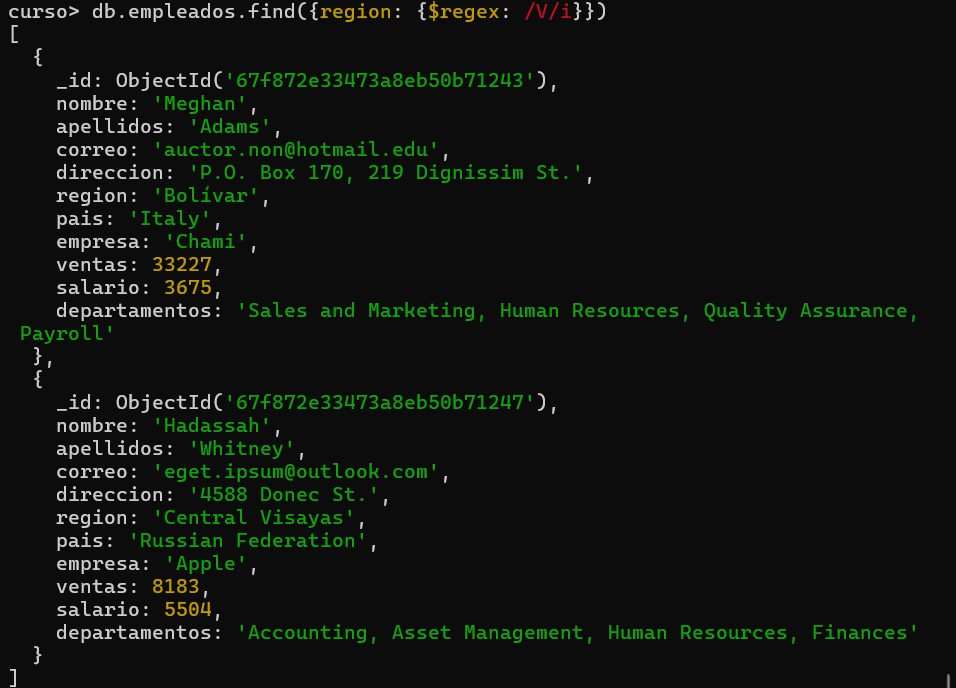 curso> db.empleados.find({region: {$regex: /V/i}})
[
  {
    _id: ObjectId('67f872e33473a8eb50b71243'),
    nombre: 'Meghan',
    apellidos: 'Adams',
    correo: 'auctor.non@hotmail.edu',
    direccion: 'P.O. Box 170, 219 Dignissim St.',
    region: 'Bolívar',
    pais: 'Italy',
    empresa: 'Chami',
    ventas: 33227,
    salario: 3675,
    departamentos: 'Sales and Marketing, Human Resources, Quality Assurance,
 Payroll'
  },
  {
    _id: ObjectId('67f872e33473a8eb50b71247'),
    nombre: 'Hadassah',
    apellidos: 'Whitney',
    correo: 'eget.ipsum@outlook.com',
    direccion: '4588 Donec St.',
    region: 'Central Visayas',
    pais: 'Russian Federation',
    empresa: 'Apple',
    ventas: 8183,
    salario: 5504,
    departamentos: 'Accounting, Asset Management, Human Resources, Finances'
  }
]